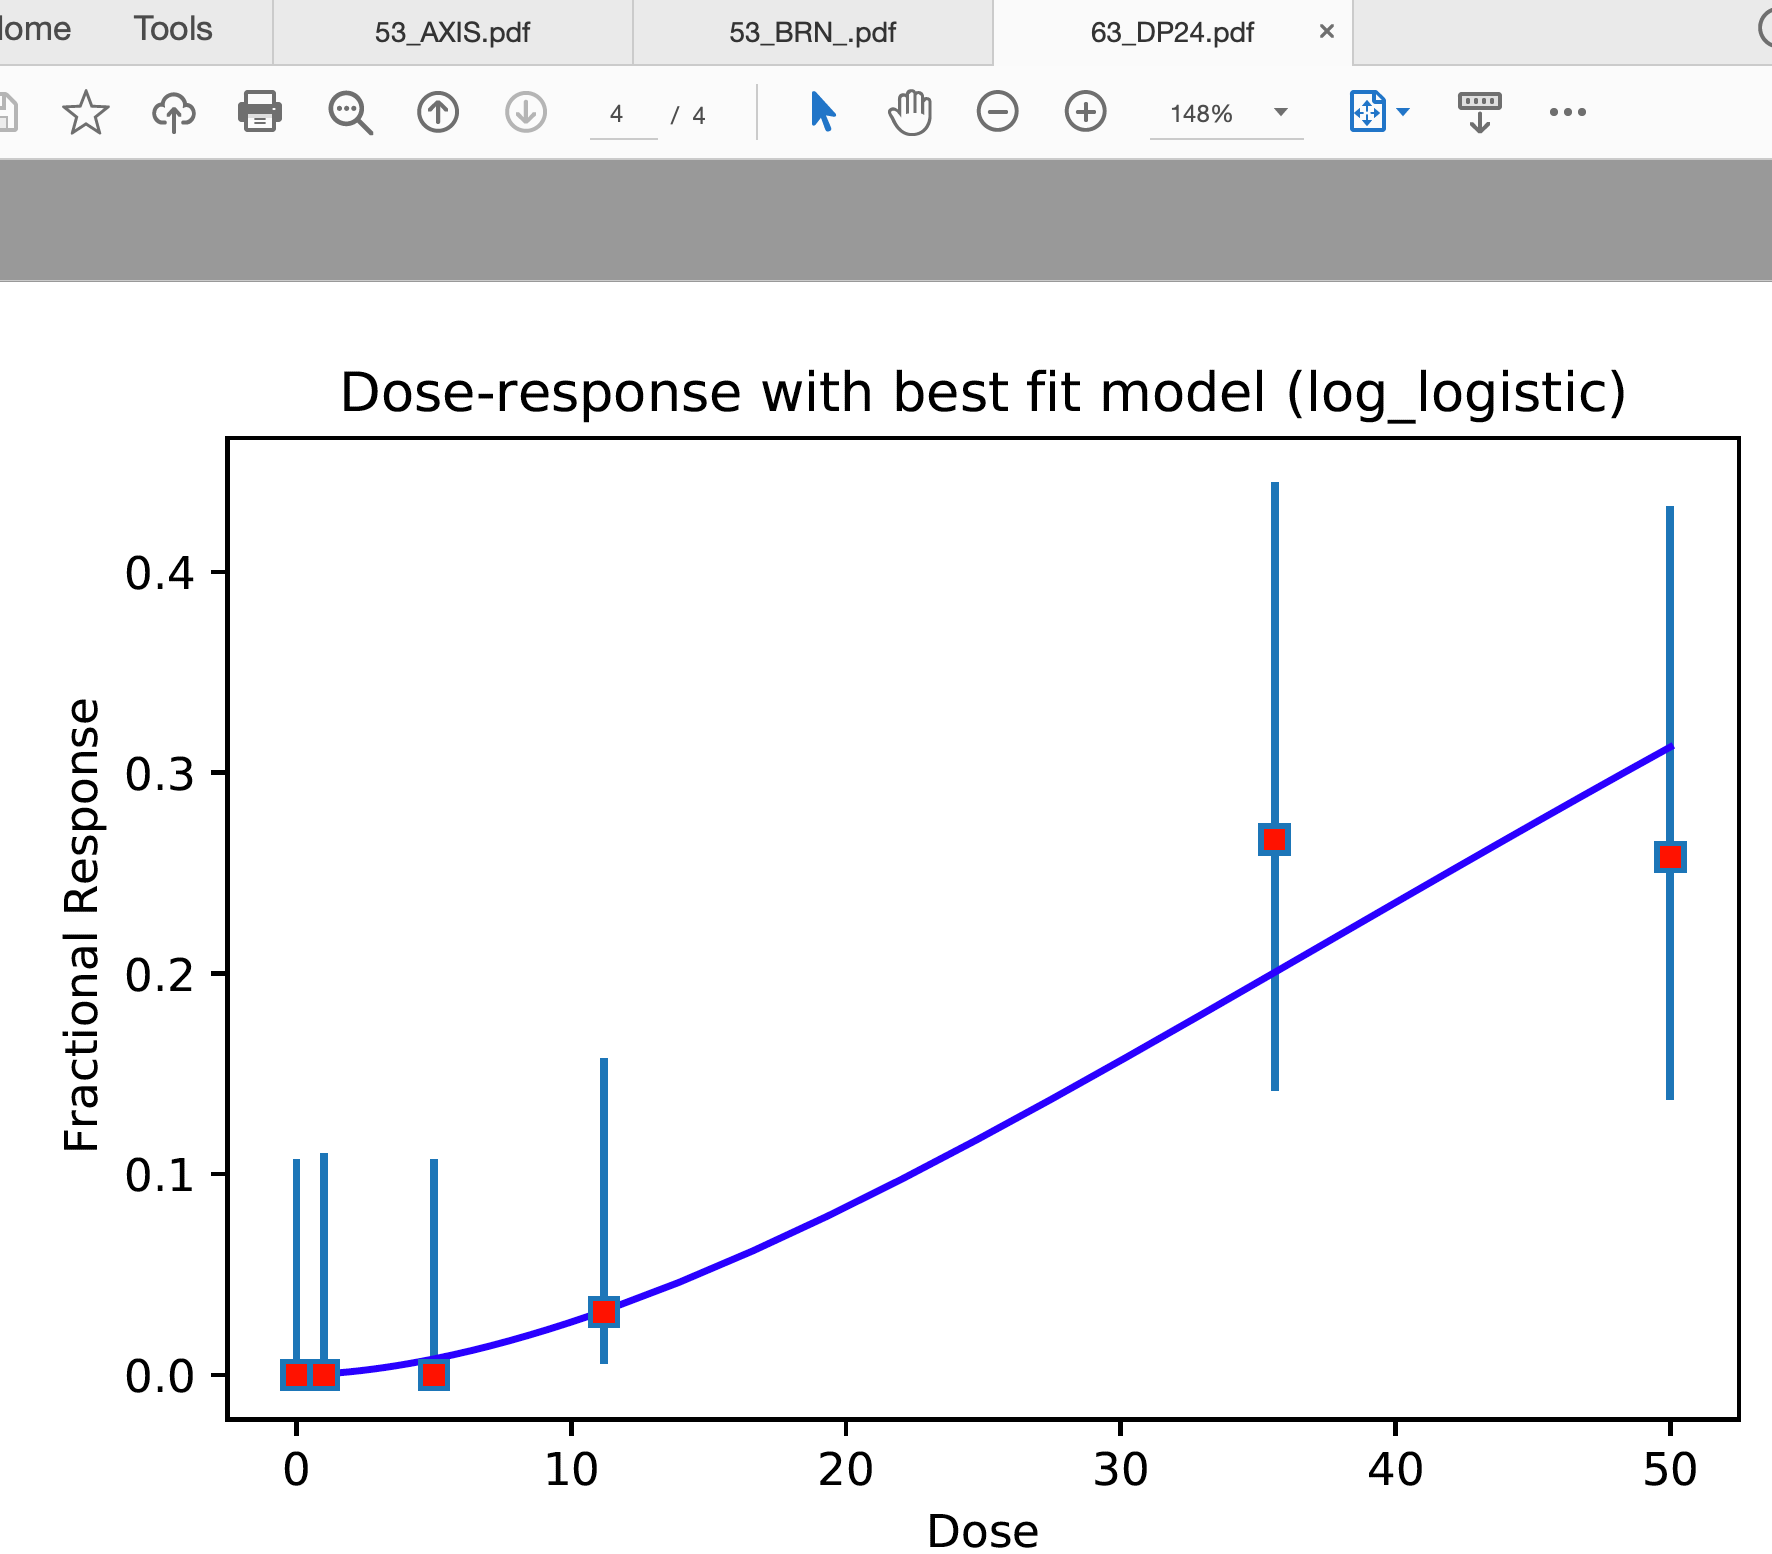 ome Tools 53_AXIS.pdf 53_BRN_.pdf 63_DP24.pdf ×
4 / 4 148%
Dose-response with best fit model (log_logistic)
0.4
0.3
0.2
0.1
0.0
Fractional Response
0 10 20 30 40 50
Dose